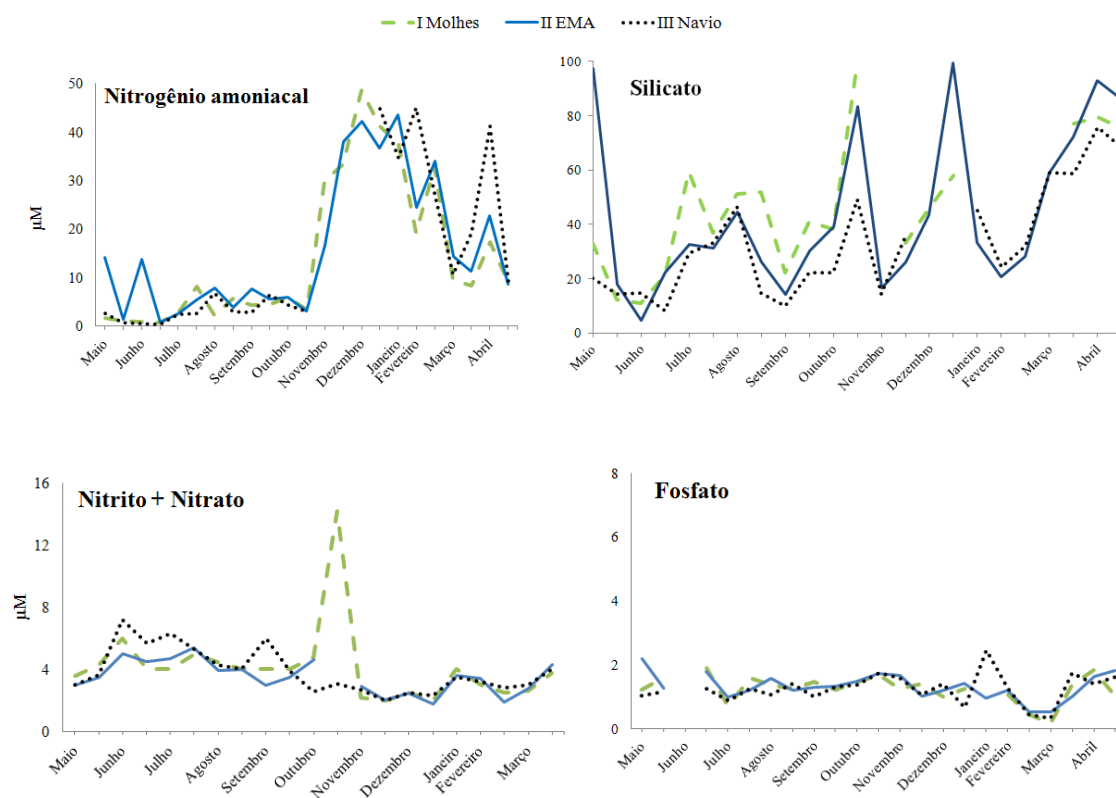 I Molhes II EMA III Navio
Nitrogênio amoniacal
µM
50
40
30
20
10
0
Maio
Junho
Julho
Agosto
Setembro
Outubro
Novembro
Dezembro
Janeiro
Fevereiro
Março
Abril
Silicato
100
80
60
40
20
0
Maio
Junho
Julho
Agosto
Setembro
Outubro
Novembro
Dezembro
Janeiro
Fevereiro
Março
Abril
Nitrito + Nitrato
µM
16
12
8
4
0
Maio
Junho
Julho
Agosto
Setembro
Outubro
Novembro
Dezembro
Janeiro
Fevereiro
Março
Fosfato
8
6
4
2
0
Maio
Junho
Julho
Agosto
Setembro
Outubro
Novembro
Dezembro
Janeiro
Fevereiro
Março
Abril